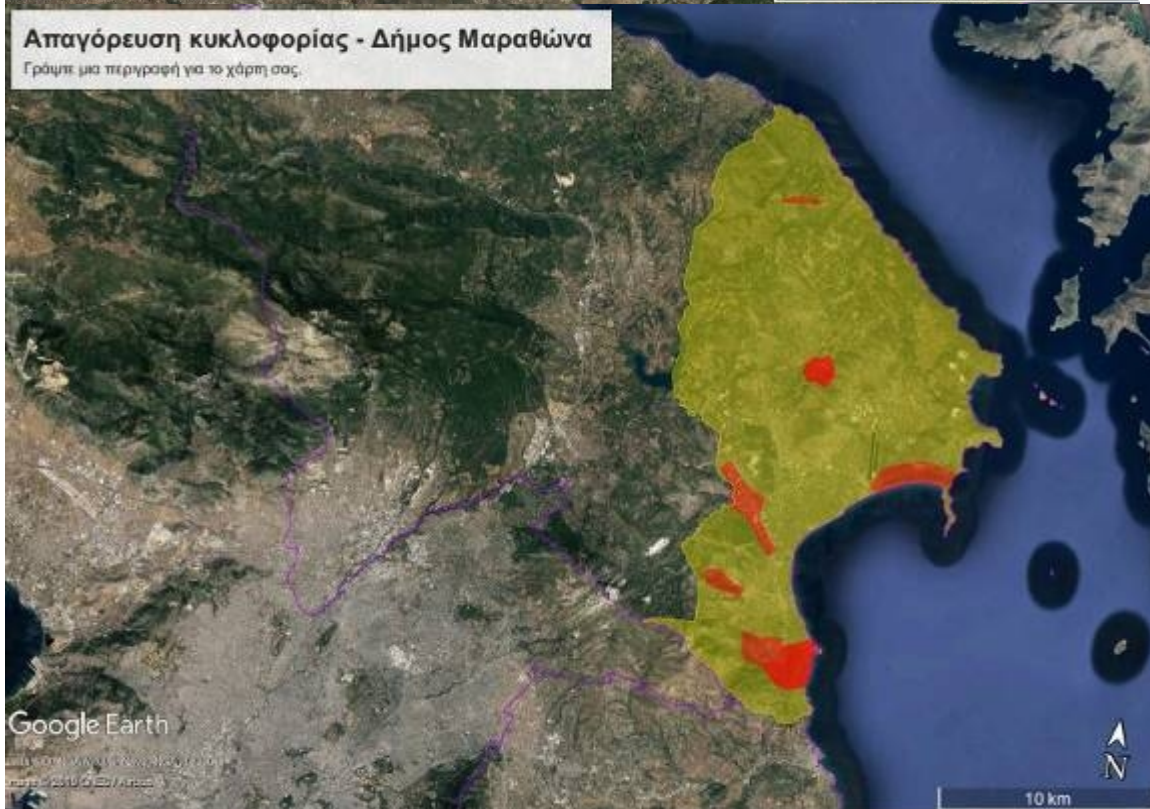 Απαγόρευση κυκλοφορίας - Δήμος Μαραθώνα
Γράψτε μια περιγραφή για το χάρτη σας.
Google Earth
N
10 km